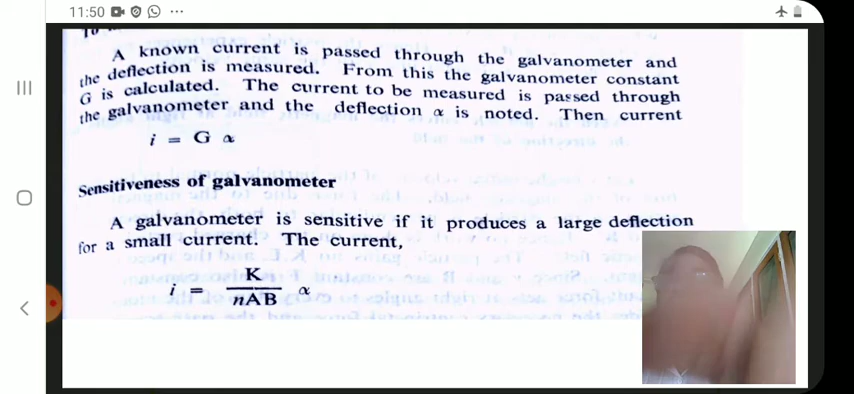 11:50
A known current is passed through the galvanometer and
the deflection is measured. From this the galvanometer constant
G is calculated. The current to be measured is passed through
the galvanometer and the deflection α is noted. Then current
i = G α
Sensitiveness of galvanometer
A galvanometer is sensitive if it produces a large deflection
for a small current. The current,
i = K/nAB α